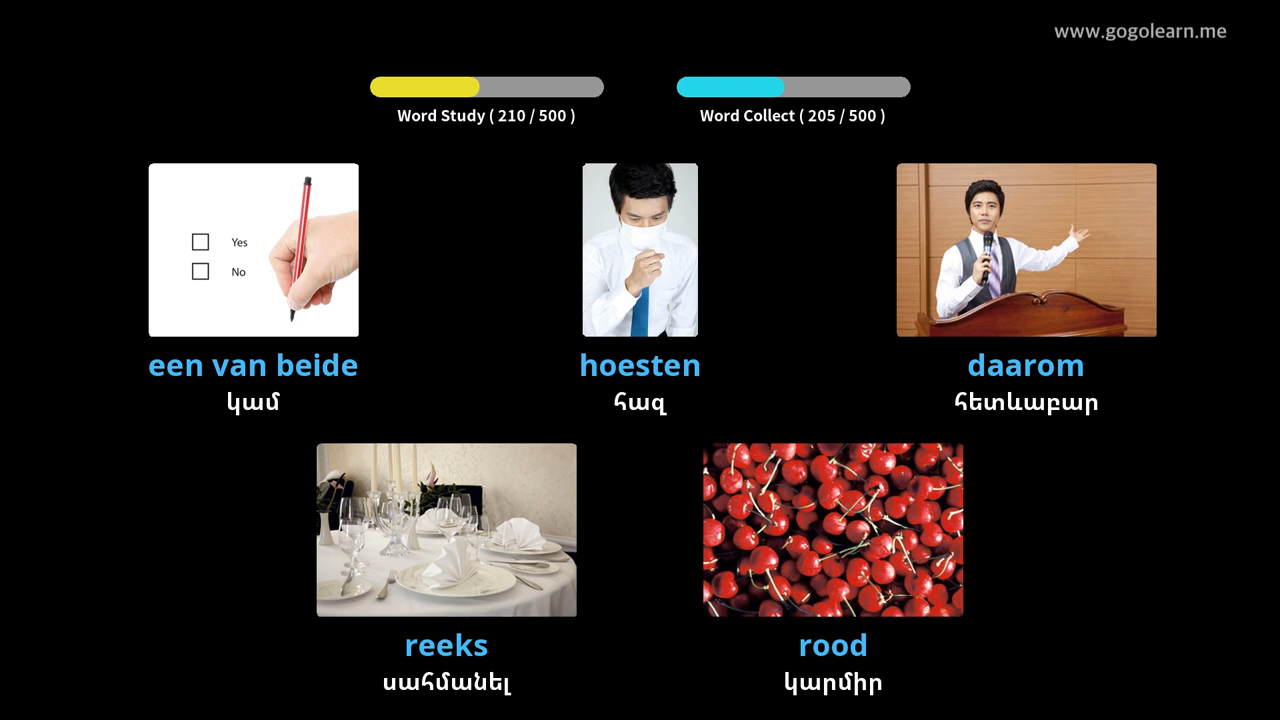 www.gogolearn.me
Word Study ( 210 / 500 )
Word Collect ( 205 / 500 )
Yes
No
een van beide
կամ
hoesten
հազ
daarom
հետևաբար
reeks
սահմանել
rood
կարմիր